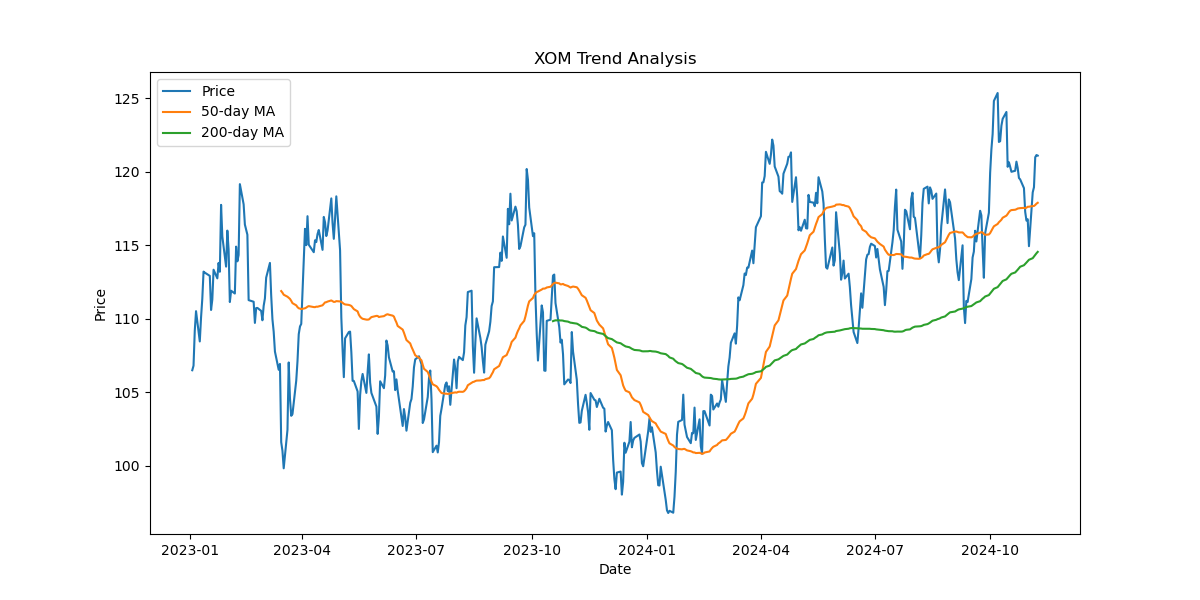 XOM Trend Analysis
Price
50-day MA
200-day MA
Price
125
120
115
110
105
100
2023-01
2023-04
2023-07
2023-10
2024-01
2024-04
2024-07
2024-10
Date